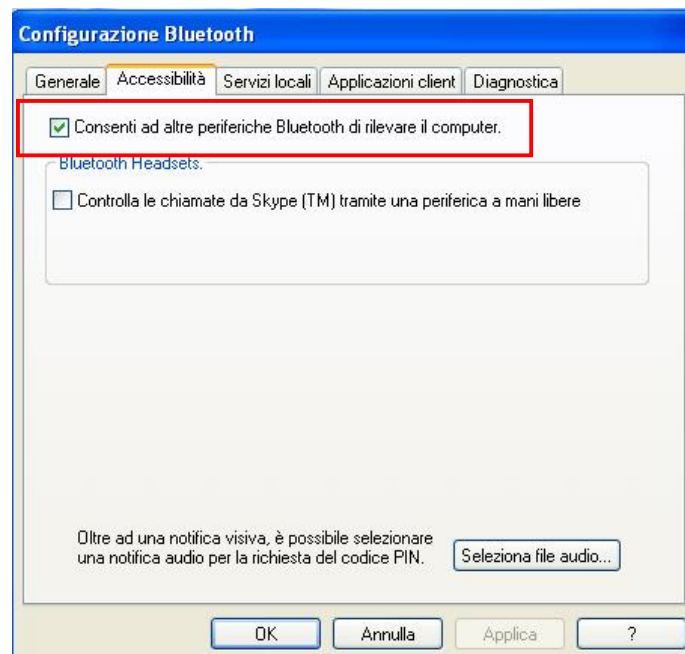 Configurazione Bluetooth
Generale Accessibilità Servizi locali Applicazioni client Diagnostica
Consenti ad altre periferiche Bluetooth di rilevare il computer.
Bluetooth Headsets.
Controlla le chiamate da Skype (TM) tramite una periferica a mani libere
Oltre ad una notifica visiva, è possibile selezionare
una notifica audio per la richiesta del codice PIN.
Seleziona file audio...
OK Annulla Applica ?